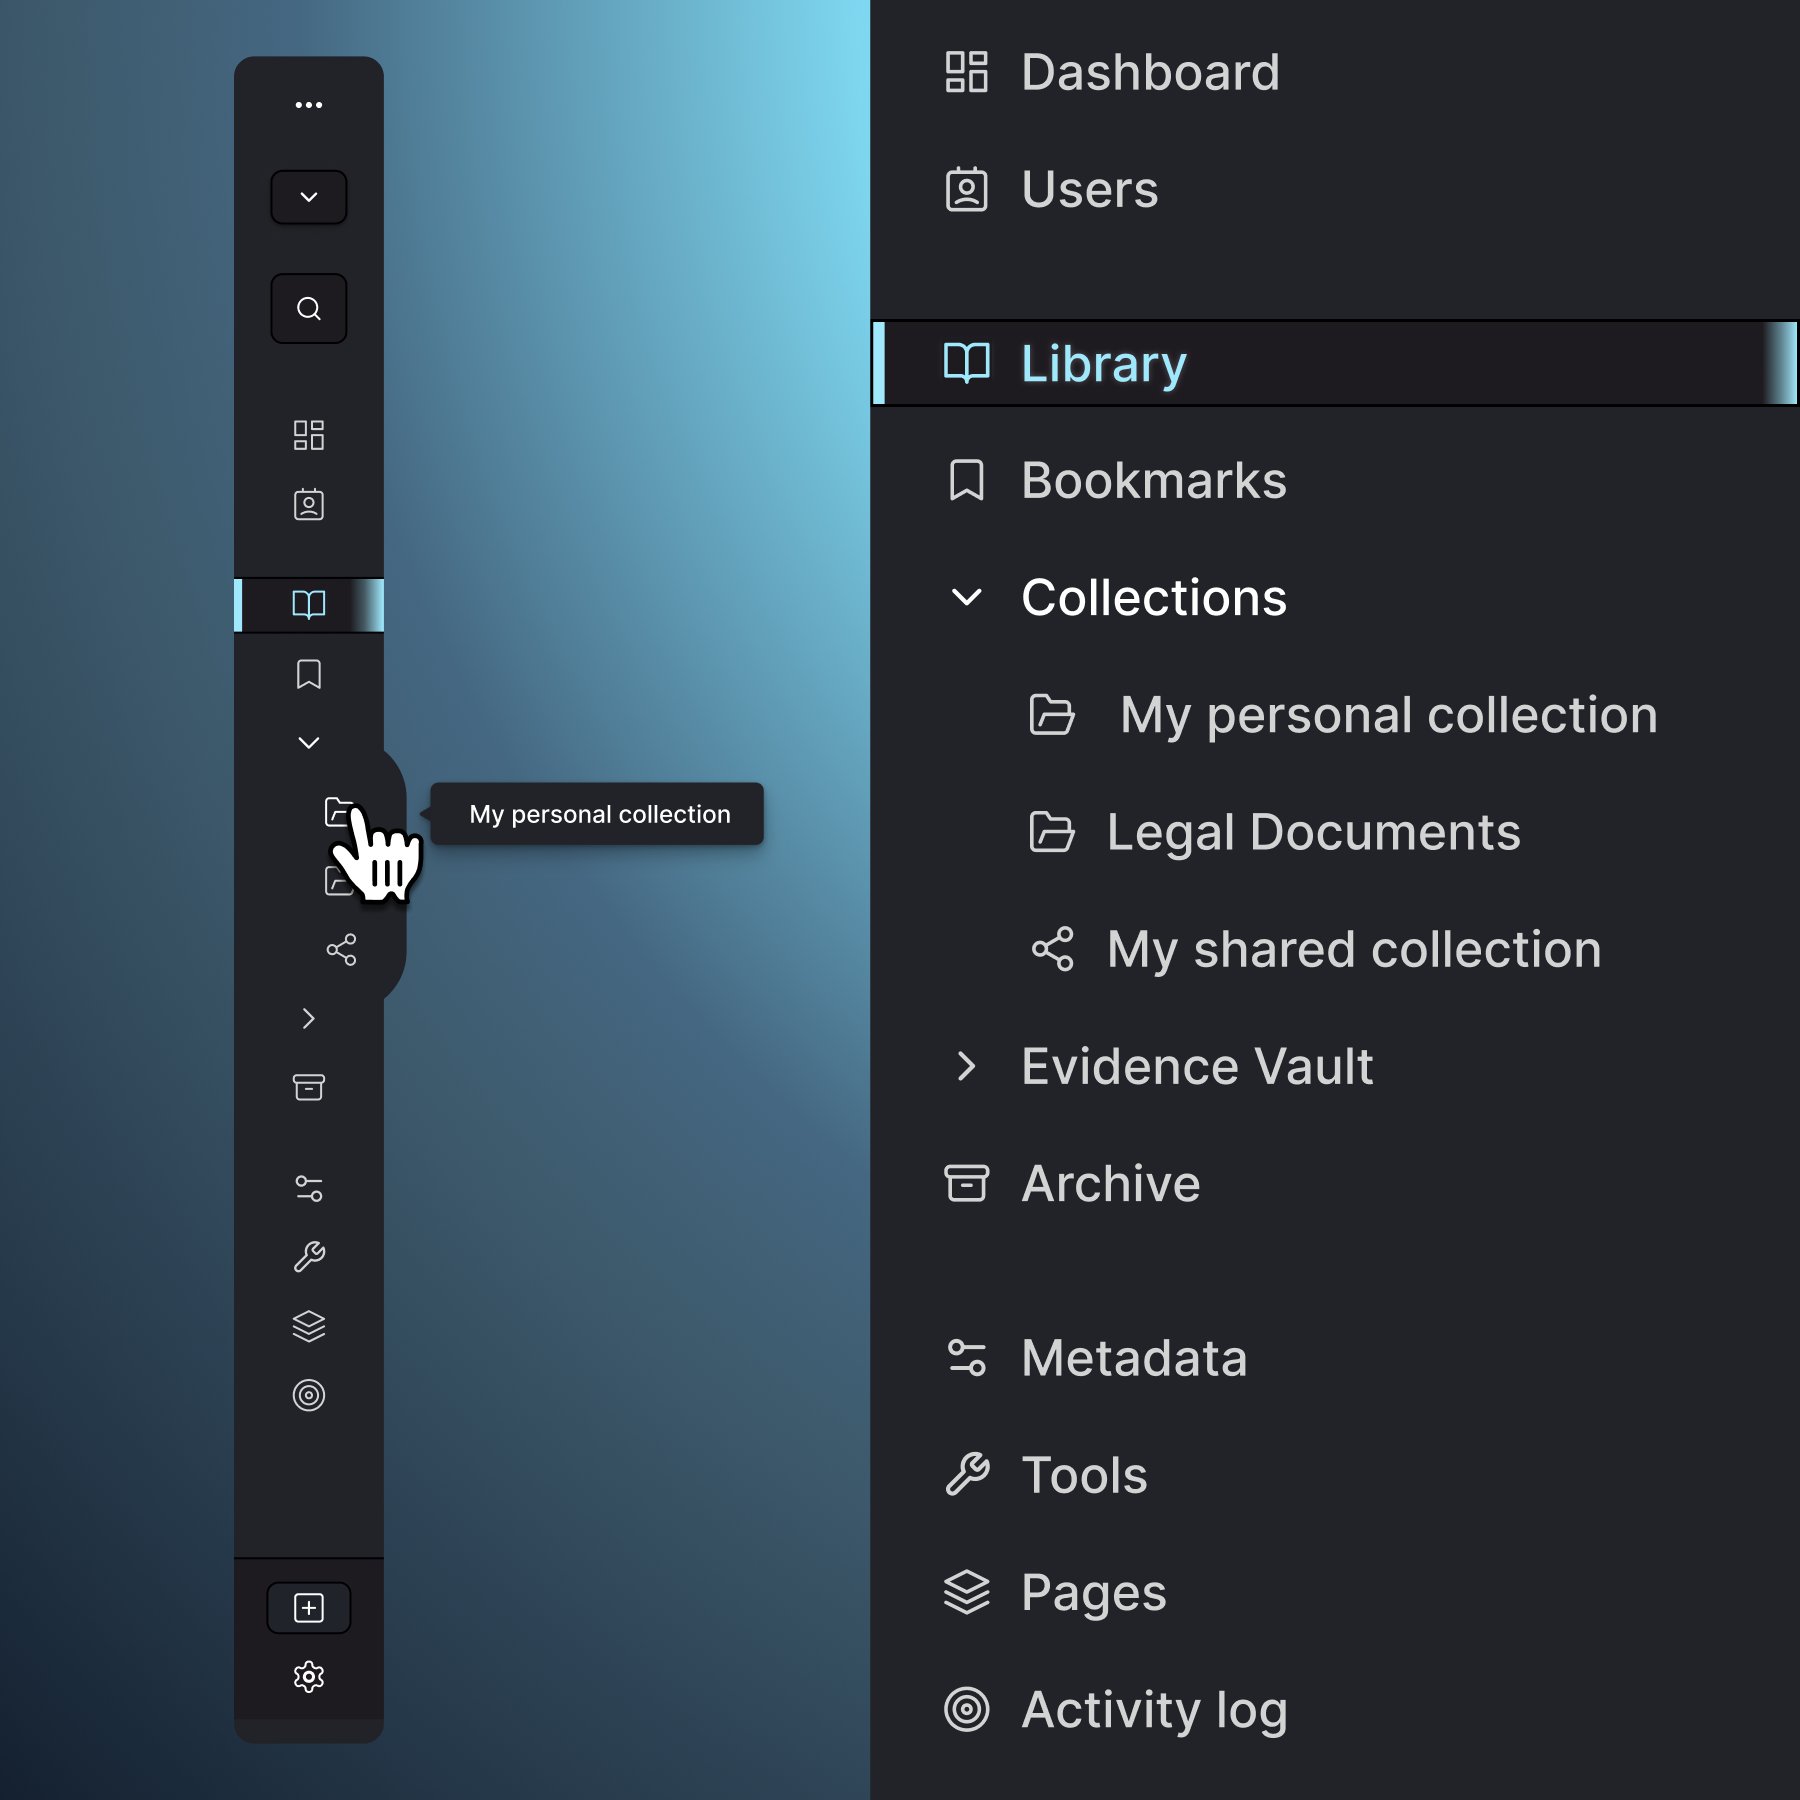 My personal collection
Dashboard
Users
Library
Bookmarks
Collections
My personal collection
Legal Documents
My shared collection
Evidence Vault
Archive
Metadata
Tools
Pages
Activity log